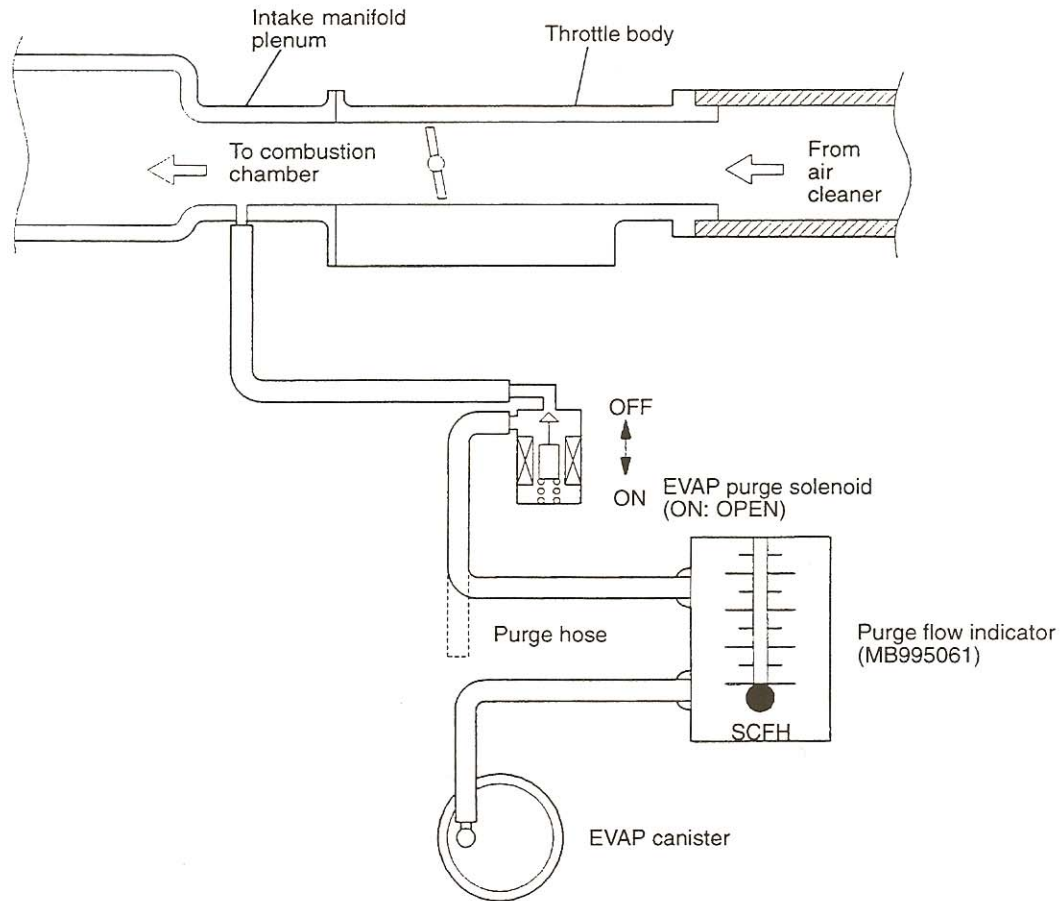 Intake manifold
plenum
Throttle body
To combustion
chamber
From
air
cleaner
OFF
ON
EVAP purge solenoid
(ON: OPEN)
Purge hose
Purge flow indicator
(MB995061)
SCFH
EVAP canister